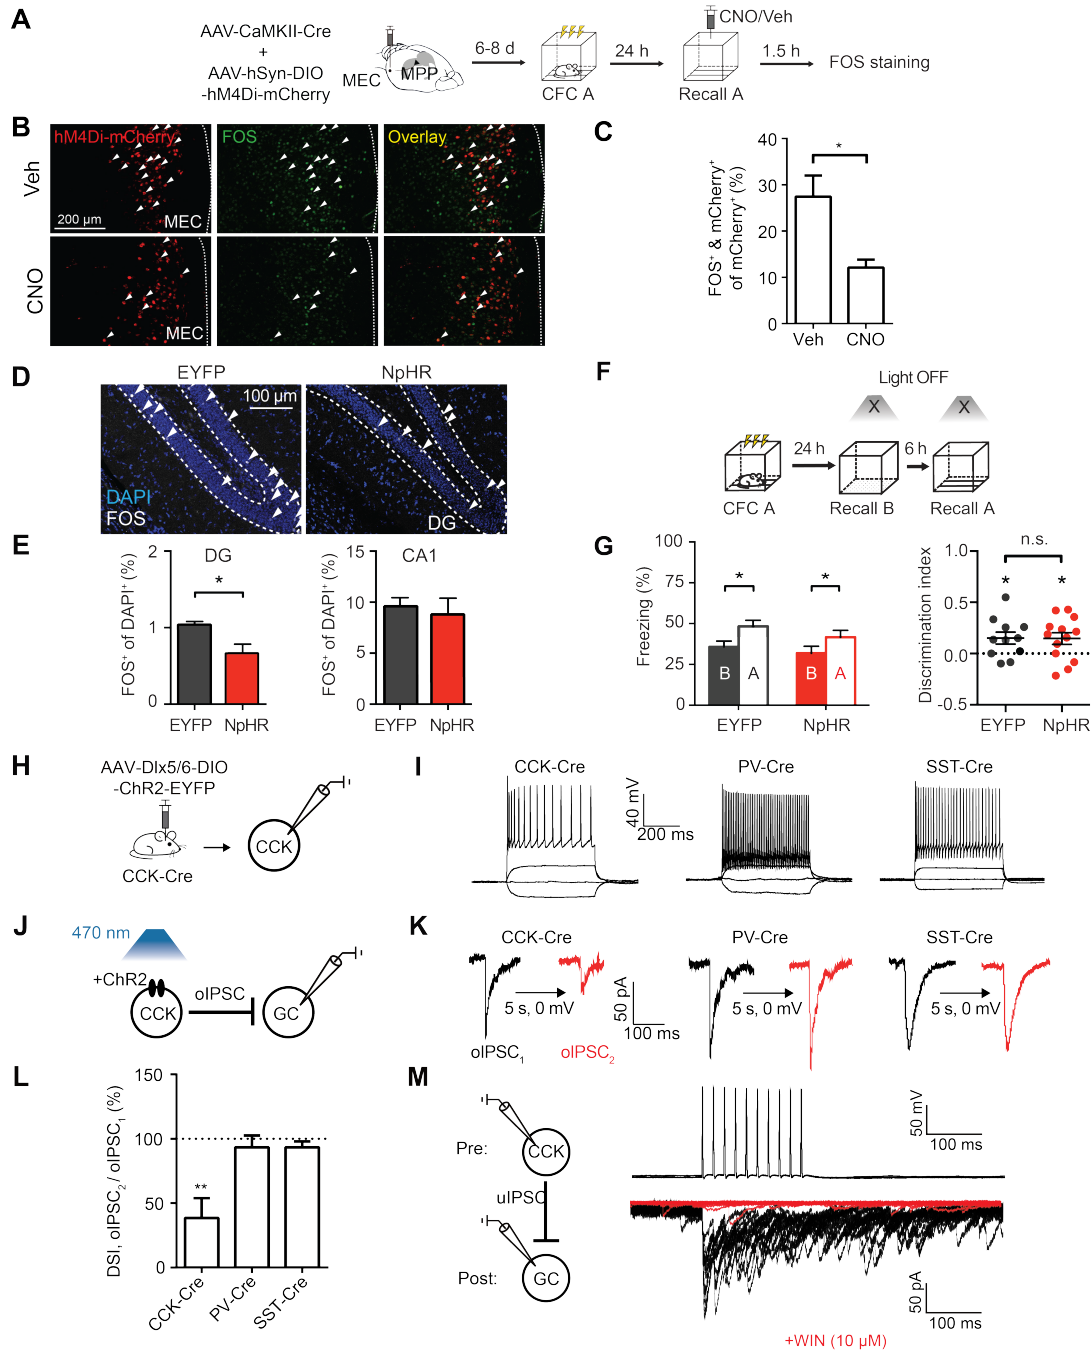 A
AAV-CaMKII-Cre
+
AAV-hSyn-DIO
-hM4Di-mCherry
MEC
MPP
6-8 d
CFC A
24 h
CNO/Veh
Recall A
1.5 h
FOS staining
B
hM4Di-mCherry
FOS
Overlay
Veh
200 µm
MEC
CNO
MEC
C
FOS+ & mCherry+
of mCherry+ (%)
40
30
20
10
0
*
Veh
CNO
D
EYFP
NpHR
100 µm
DAPI
FOS
DG
E
FOS+ of DAPI+ (%)
2
1
0
DG
*
EYFP
NpHR
FOS+ of DAPI+ (%)
15
10
5
0
CA1
EYFP
NpHR
F
Light OFF
X
X
24 h
6 h
CFC A
Recall B
Recall A
G
Freezing (%)
100
75
50
25
0
*
*
B
A
B
A
EYFP
NpHR
Discrimination index
1.0
0.5
0.0
-0.5
n.s.
*
*
EYFP
NpHR
H
AAV-Dlx5/6-DIO
-ChR2-EYFP
CCK-Cre
CCK
I
CCK-Cre
PV-Cre
SST-Cre
40 mV
200 ms
J
470 nm
+ChR2
CCK
oIPSC
GC
K
CCK-Cre
PV-Cre
SST-Cre
5 s, 0 mV
5 s, 0 mV
5 s, 0 mV
oIPSC1
oIPSC2
50 pA
100 ms
L
DSI, oIPSC2 / oIPSC1 (%)
150
100
50
0
**
CCK-Cre
PV-Cre
SST-Cre
M
Pre:
CCK
uIPSC
Post:
GC
50 mV
100 ms
50 pA
100 ms
+WIN (10 µM)